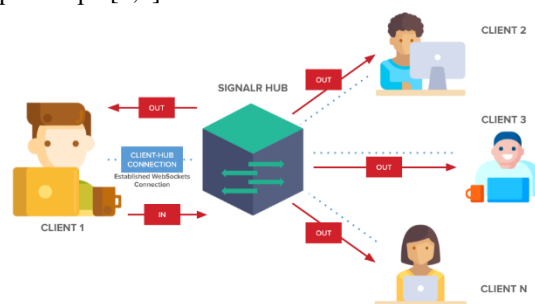 CLIENT 2
OUT
SIGNALR HUB
OUT
CLIENT 3
CLIENT-HUB
CONNECTION
Established WebSockets
Connection
OUT
IN
CLIENT 1
OUT
CLIENT N